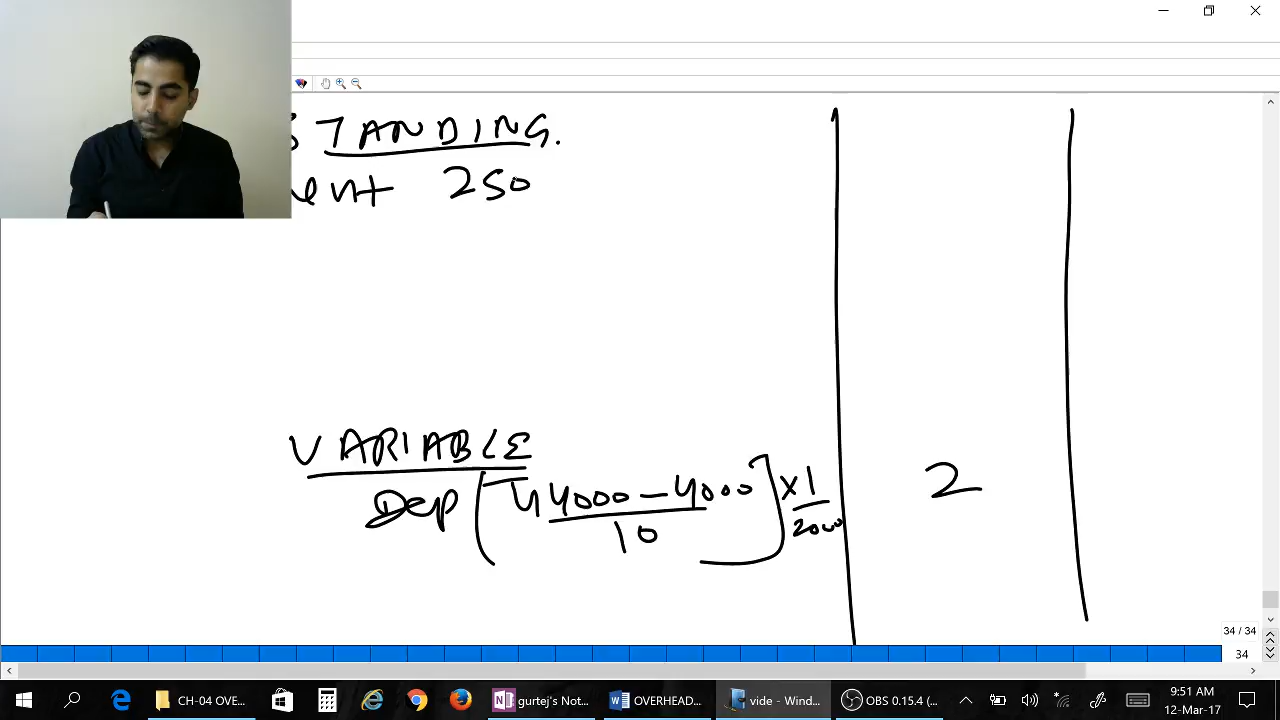 STANDING.
ent 250
VARIABLE
Dep [44000-4000/10] x 1/2000 2
34 / 34
34
CH-04 OVE... gurtej's Not... OVERHEAD... vide - Wind... OBS 0.15.4 (... 9:51 AM
12-Mar-17